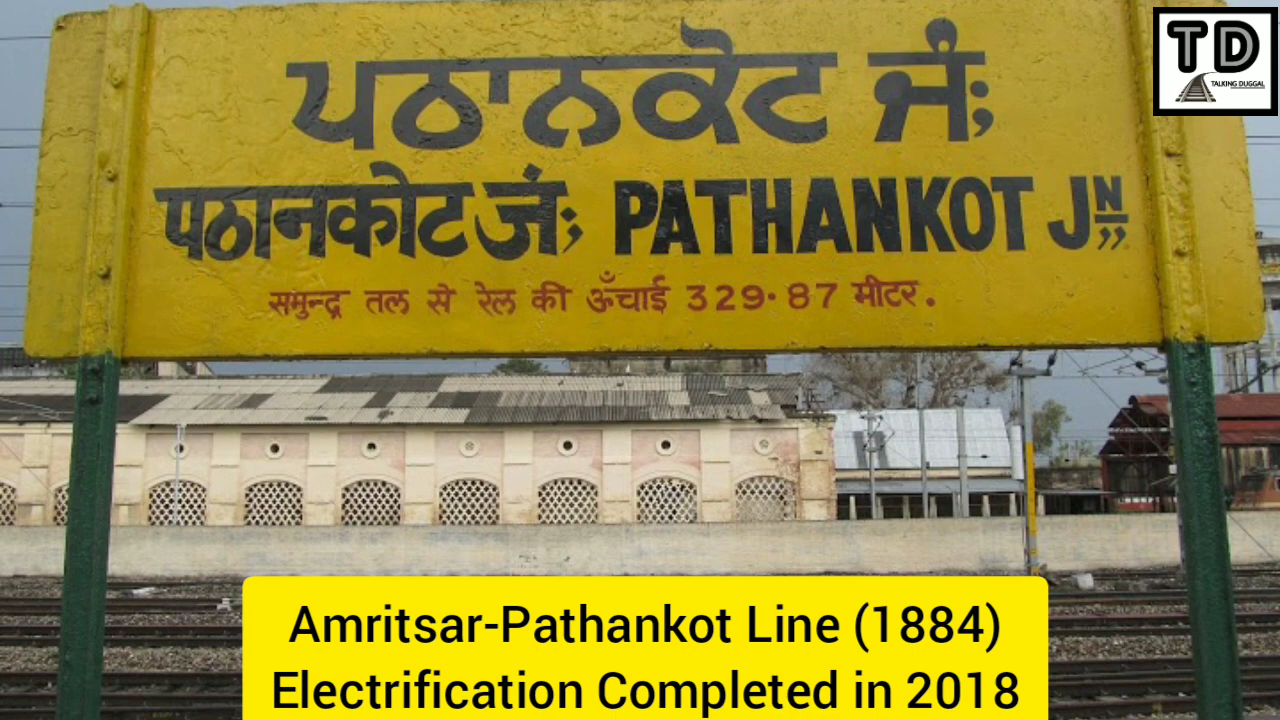 ਪਠਾਨਕੋਟ ਜੰ:
पठानकोट जं: PATHANKOT JN
समुन्द्र तल से रेल की ऊँचाई 329.87 मीटर.
TD
TALKING DUGGAL
Amritsar-Pathankot Line (1884)
Electrification Completed in 2018